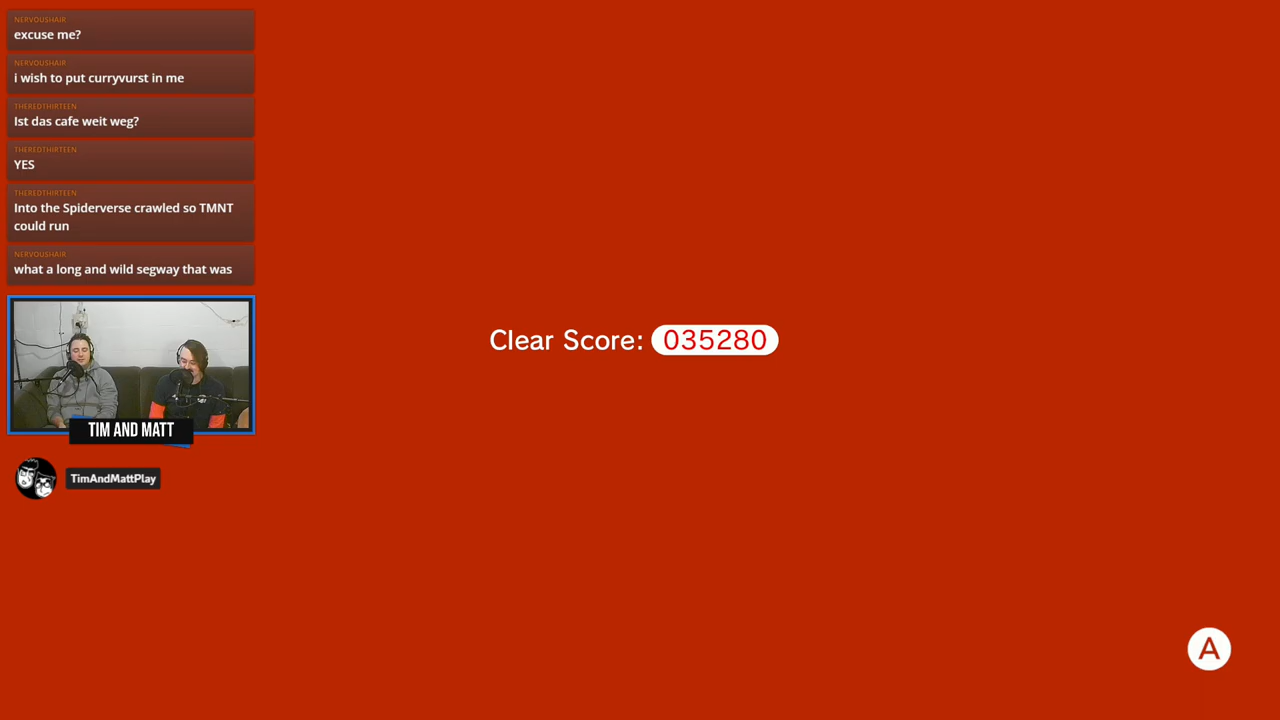 NERVOUSHAIR
excuse me?
NERVOUSHAIR
i wish to put curryvurst in me
THEREDTHIRTEEN
Ist das cafe weit weg?
THEREDTHIRTEEN
YES
THEREDTHIRTEEN
Into the Spiderverse crawled so TMNT
could run
NERVOUSHAIR
what a long and wild segway that was
TIM AND MATT
TimAndMattPlay
Clear Score: 035280
A